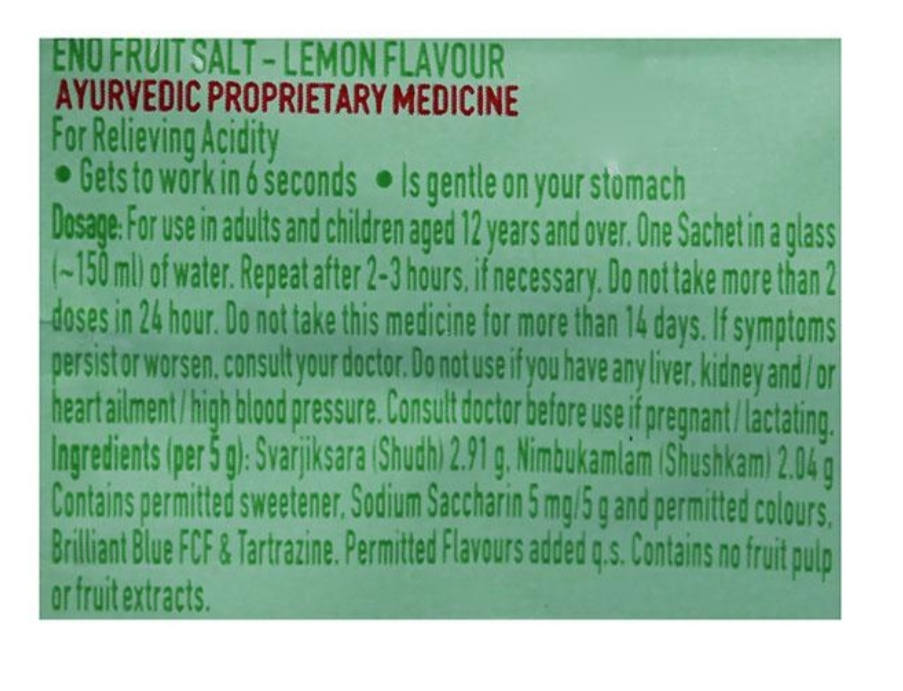 ENO FRUIT SALT - LEMON FLAVOUR
AYURVEDIC PROPRIETARY MEDICINE
For Relieving Acidity
• Gets to work in 6 seconds • Is gentle on your stomach
Dosage: For use in adults and children aged 12 years and over. One Sachet in a glass
(~150 ml) of water. Repeat after 2-3 hours, if necessary. Do not take more than 2
doses in 24 hour. Do not take this medicine for more than 14 days. If symptoms
persist or worsen, consult your doctor. Do not use if you have any liver, kidney and / or
heart ailment / high blood pressure. Consult doctor before use if pregnant / lactating.
Ingredients (per 5 g): Svarjiksara (Shudh) 2.91 g, Nimbukamlam (Shushkam) 2.04 g
Contains permitted sweetener, Sodium Saccharin 5 mg/5 g and permitted colours,
Brilliant Blue FCF & Tartrazine. Permitted Flavours added q.s. Contains no fruit pulp
or fruit extracts.